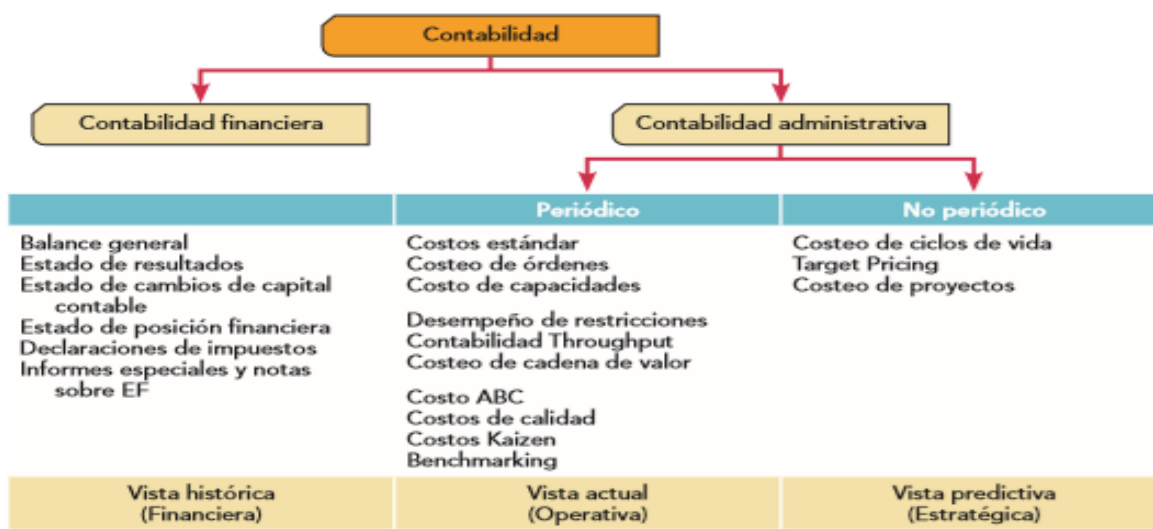 Contabilidad
Contabilidad financiera
Contabilidad administrativa
Periódico
No periódico
Balance general
Estado de resultados
Estado de cambios de capital
contable
Estado de posición financiera
Declaraciones de impuestos
Informes especiales y notas
sobre EF
Costos estándar
Costeo de órdenes
Costo de capacidades
Desempeño de restricciones
Contabilidad Throughput
Costeo de cadena de valor
Costo ABC
Costos de calidad
Costos Kaizen
Benchmarking
Costeo de ciclos de vida
Target Pricing
Costeo de proyectos
Vista histórica
(Financiera)
Vista actual
(Operativa)
Vista predictiva
(Estratégica)